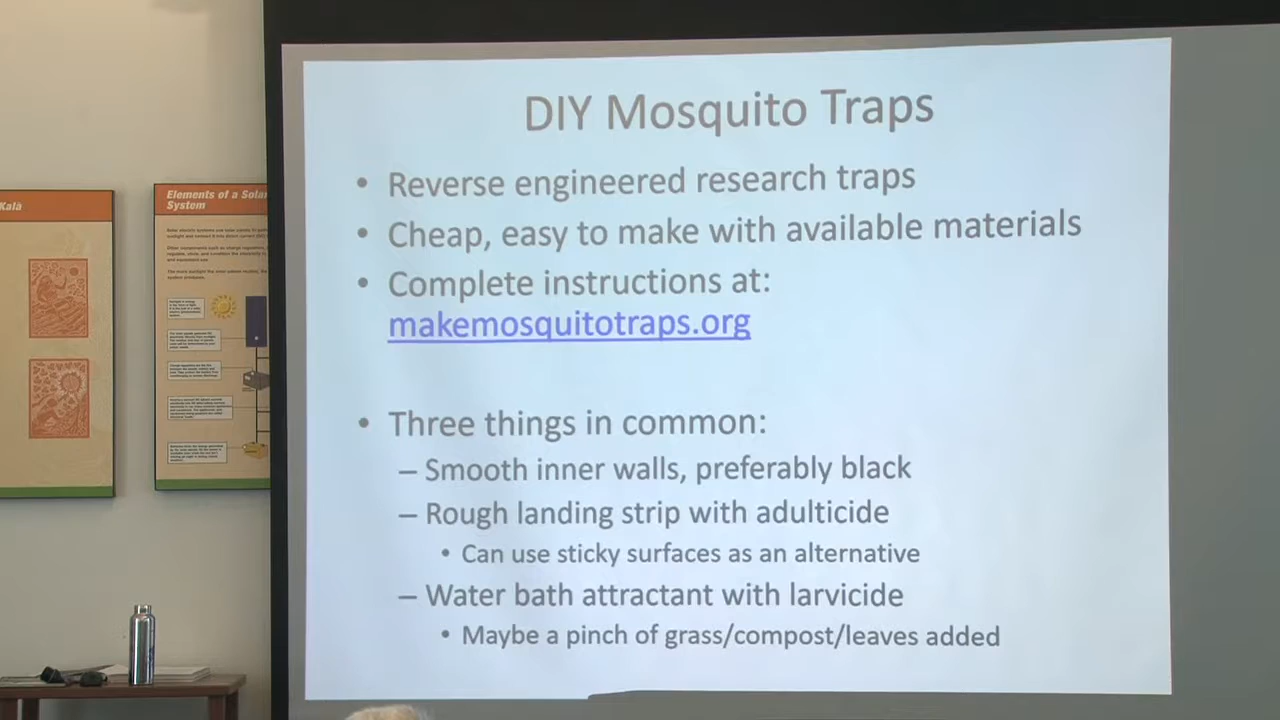 DIY Mosquito Traps
• Reverse engineered research traps
• Cheap, easy to make with available materials
• Complete instructions at:
makemosquitotraps.org
• Three things in common:
– Smooth inner walls, preferably black
– Rough landing strip with adulticide
• Can use sticky surfaces as an alternative
– Water bath attractant with larvicide
• Maybe a pinch of grass/compost/leaves added
Kalā
Elements of a Solar
System